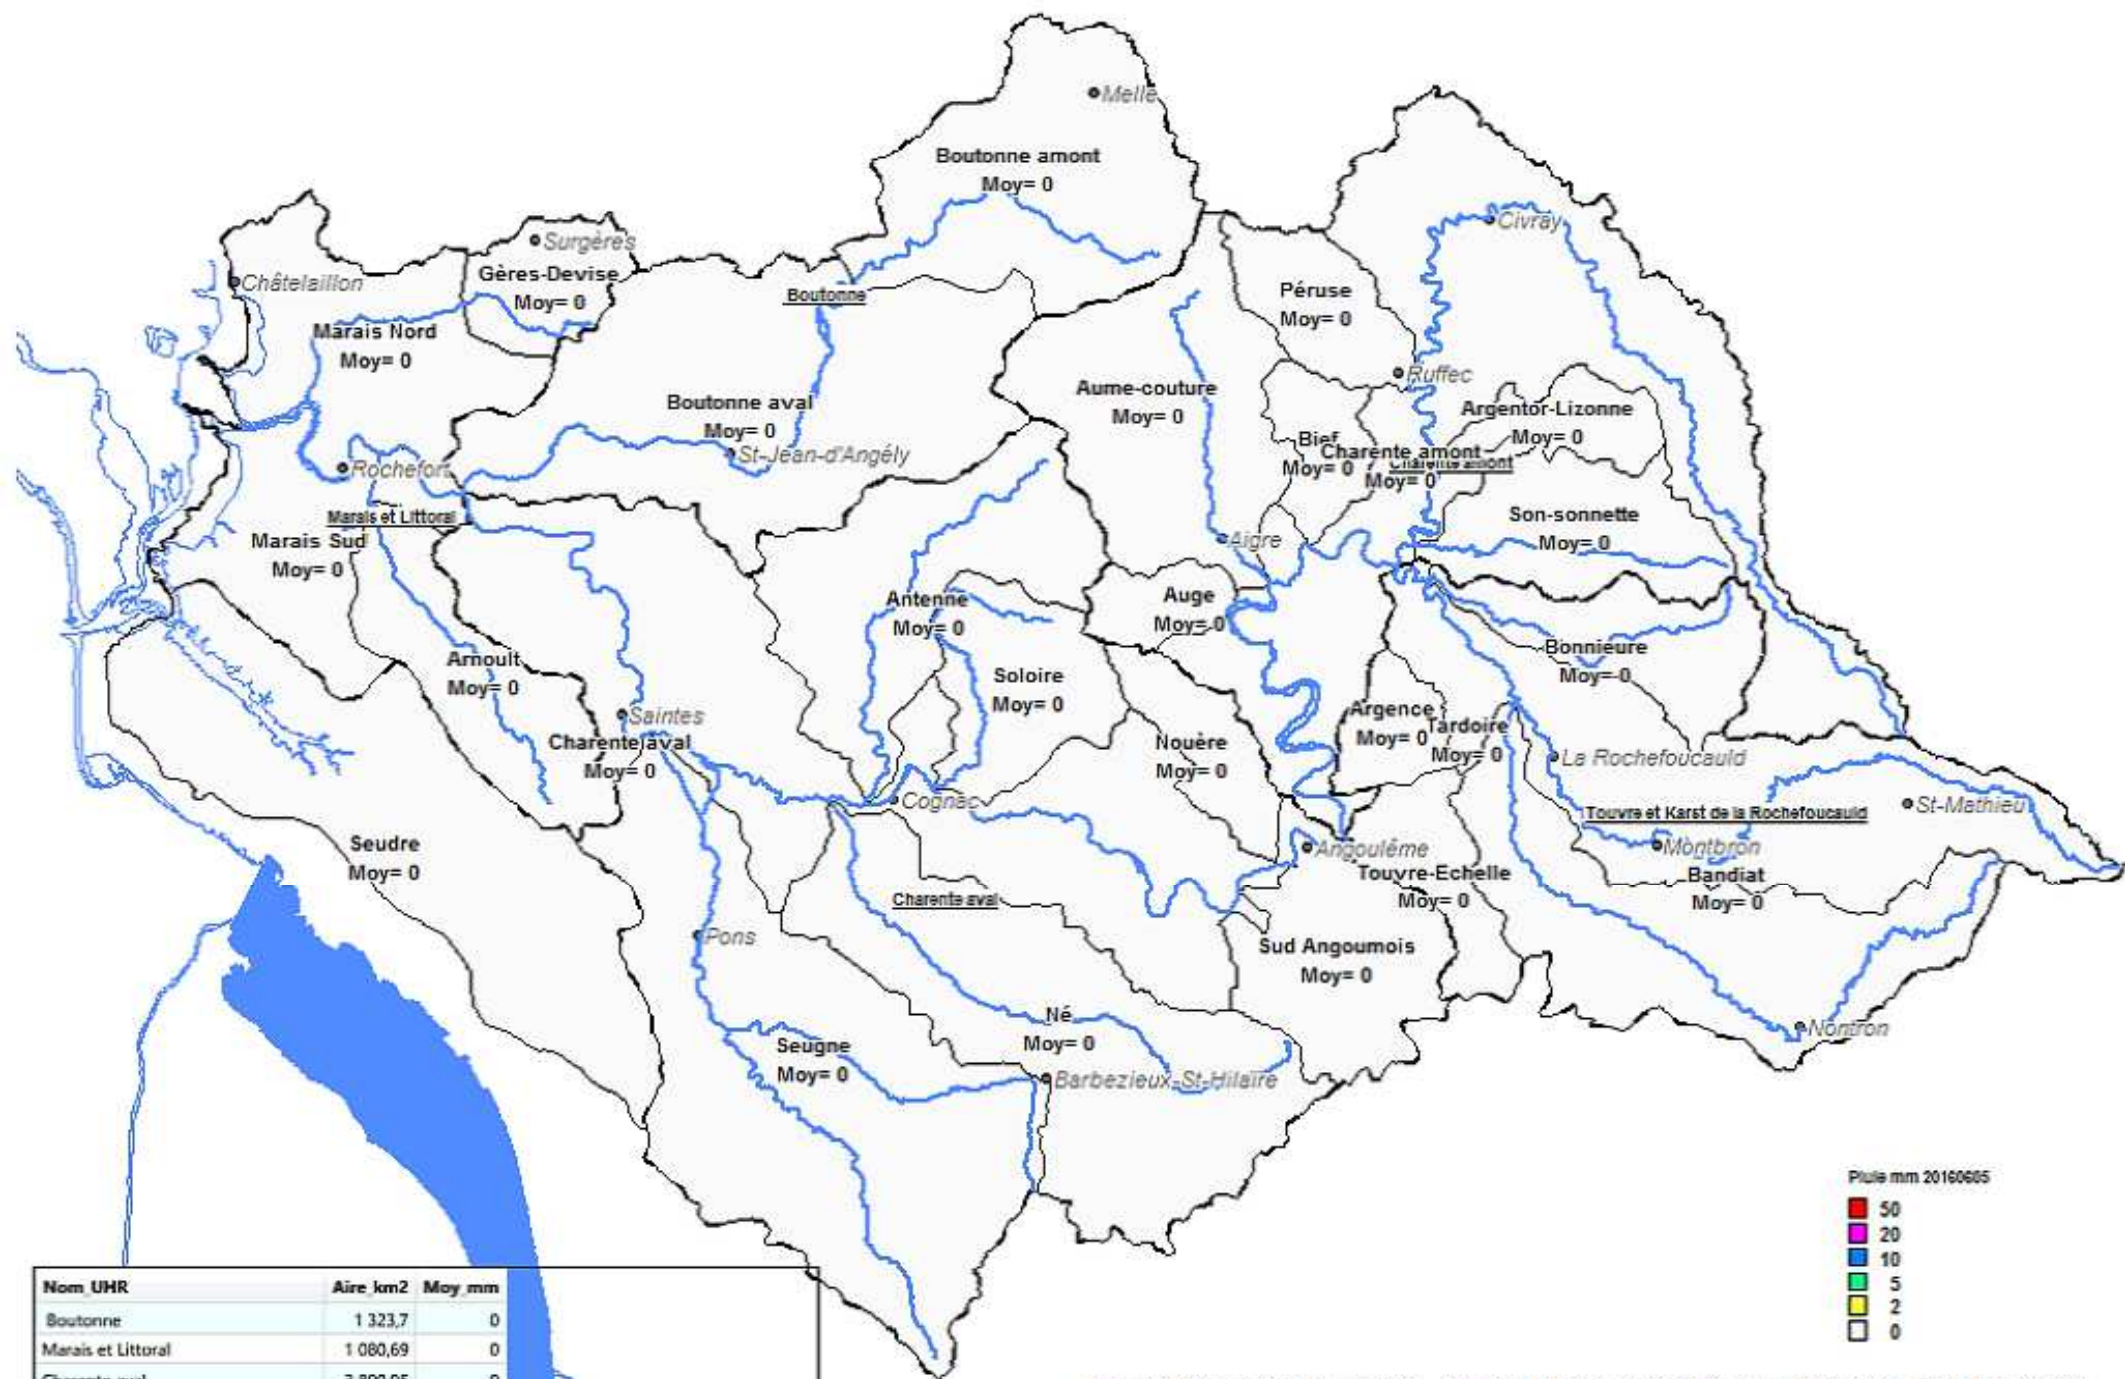 Melle
Boutonne amont
Moy= 0
Civray
Surgères
Gères-Devise
Moy= 0
Châtelaillon
Boutonne
Péruse
Moy= 0
Marais Nord
Moy= 0
Ruffec
Aume-couture
Moy= 0
Boutonne aval
Moy= 0
Argentor-Lizonne
Moy= 0
St-Jean-d'Angély
Bief
Moy= 0
Charente amont
Charente amont
Moy= 0
Rochefort
Marais et Littoral
Son-sonnette
Moy= 0
Marais Sud
Moy= 0
Aigre
Antenne
Moy= 0
Auge
Moy= 0
Bonnieure
Moy= 0
Arnoult
Moy= 0
Soloire
Moy= 0
Saintes
Charente aval
Moy= 0
Nouère
Moy= 0
Argence
Moy= 0
Tardoire
Moy= 0
La Rochefoucauld
Cognac
St-Mathieu
Touvre et Karst de la Rochefoucauld
Seudre
Moy= 0
Angoulême
Montbron
Touvre-Echelle
Moy= 0
Bandiat
Moy= 0
Charente aval
Pons
Sud Angoumois
Moy= 0
Né
Moy= 0
Nontron
Seugne
Moy= 0
Barbezieux-St-Hilaire
Pluie mm 20160605
50
20
10
5
2
0
Nom_UHR Aire_km2 Moy_mm
Boutonne 1 323,7 0
Marais et Littoral 1 080,69 0